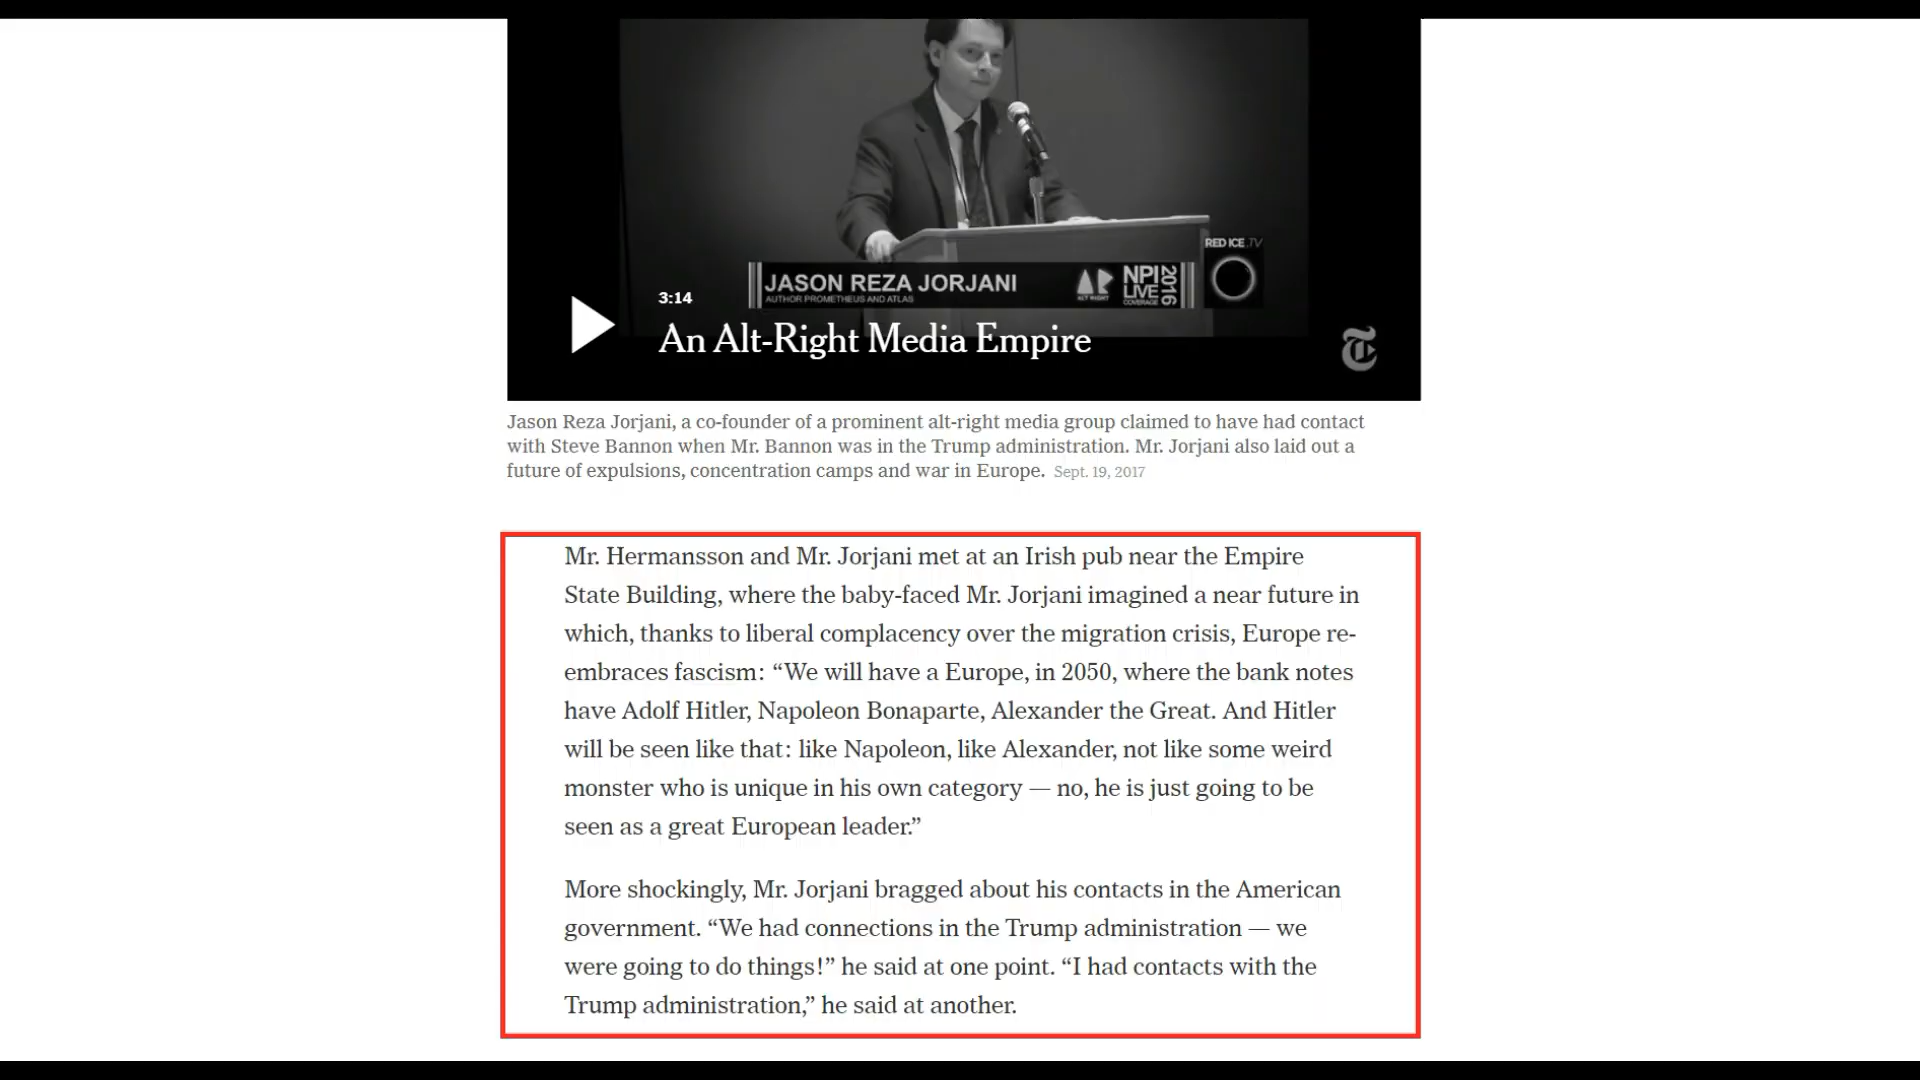 RED ICE.TV
JASON REZA JORJANI
AUTHOR PROMETHEUS AND ATLAS
ALT RIGHT
NPI
LIVE
COVERAGE
2016
3:14
An Alt-Right Media Empire
T
Jason Reza Jorjani, a co-founder of a prominent alt-right media group claimed to have had contact
with Steve Bannon when Mr. Bannon was in the Trump administration. Mr. Jorjani also laid out a
future of expulsions, concentration camps and war in Europe. Sept. 19, 2017
Mr. Hermansson and Mr. Jorjani met at an Irish pub near the Empire
State Building, where the baby-faced Mr. Jorjani imagined a near future in
which, thanks to liberal complacency over the migration crisis, Europe re-
embraces fascism: “We will have a Europe, in 2050, where the bank notes
have Adolf Hitler, Napoleon Bonaparte, Alexander the Great. And Hitler
will be seen like that: like Napoleon, like Alexander, not like some weird
monster who is unique in his own category — no, he is just going to be
seen as a great European leader.”
More shockingly, Mr. Jorjani bragged about his contacts in the American
government. “We had connections in the Trump administration — we
were going to do things!” he said at one point. “I had contacts with the
Trump administration,” he said at another.